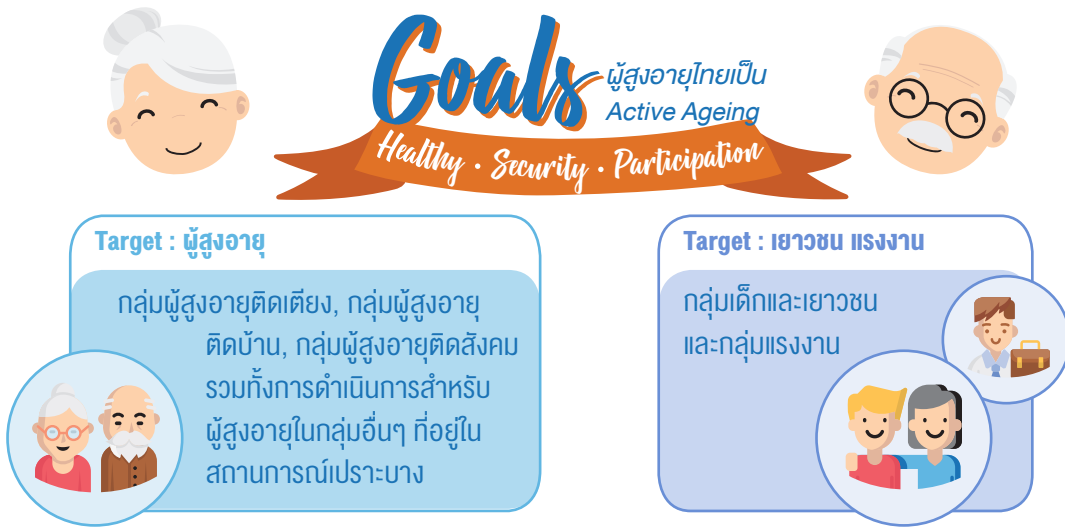 Goals
ผู้สูงอายุไทยเป็น
Active Ageing
Healthy · Security · Participation
Target : ผู้สูงอายุ
กลุ่มผู้สูงอายุติดเตียง, กลุ่มผู้สูงอายุ
ติดบ้าน, กลุ่มผู้สูงอายุติดสังคม
รวมทั้งการดำเนินการสำหรับ
ผู้สูงอายุในกลุ่มอื่นๆ ที่อยู่ใน
สถานการณ์เปราะบาง
Target : เยาวชน แรงงาน
กลุ่มเด็กและเยาวชน
และกลุ่มแรงงาน